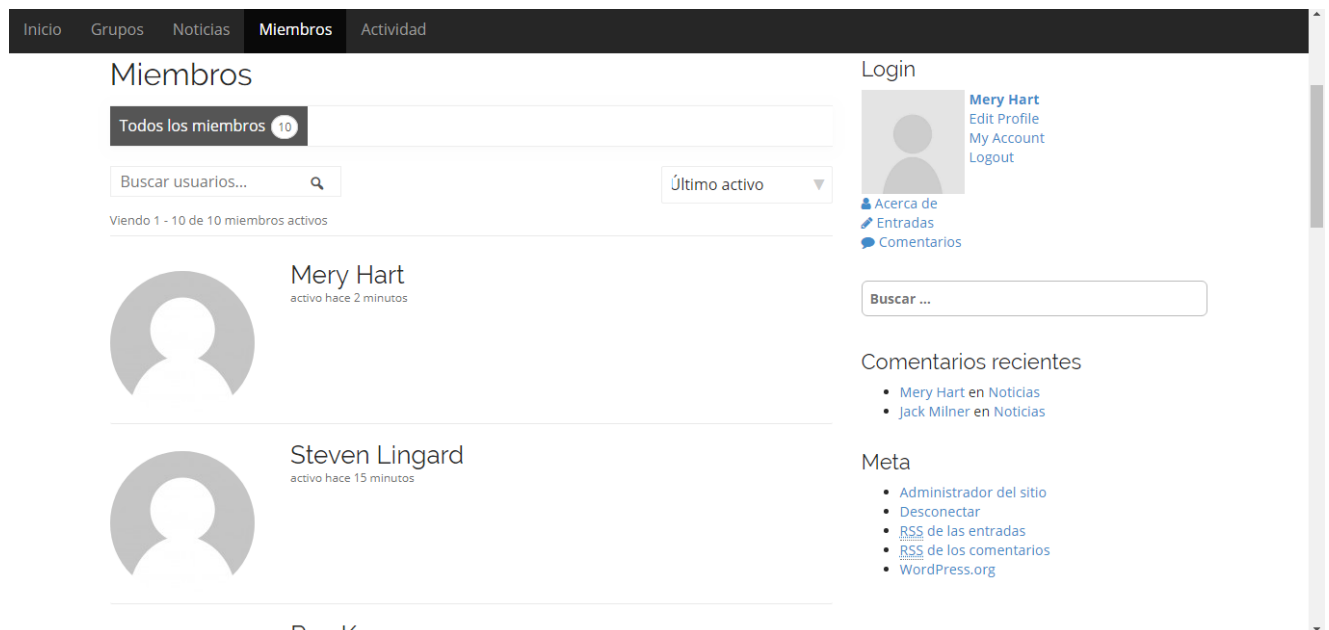 Inicio Grupos Noticias Miembros Actividad
Miembros
Todos los miembros 10
Buscar usuarios...
Último activo
Viendo 1 - 10 de 10 miembros activos
Mery Hart
activo hace 2 minutos
Steven Lingard
activo hace 15 minutos
Login
Mery Hart
Edit Profile
My Account
Logout
Acerca de
Entradas
Comentarios
Buscar ...
Comentarios recientes
Mery Hart en Noticias
Jack Milner en Noticias
Meta
Administrador del sitio
Desconectar
RSS de las entradas
RSS de los comentarios
WordPress.org